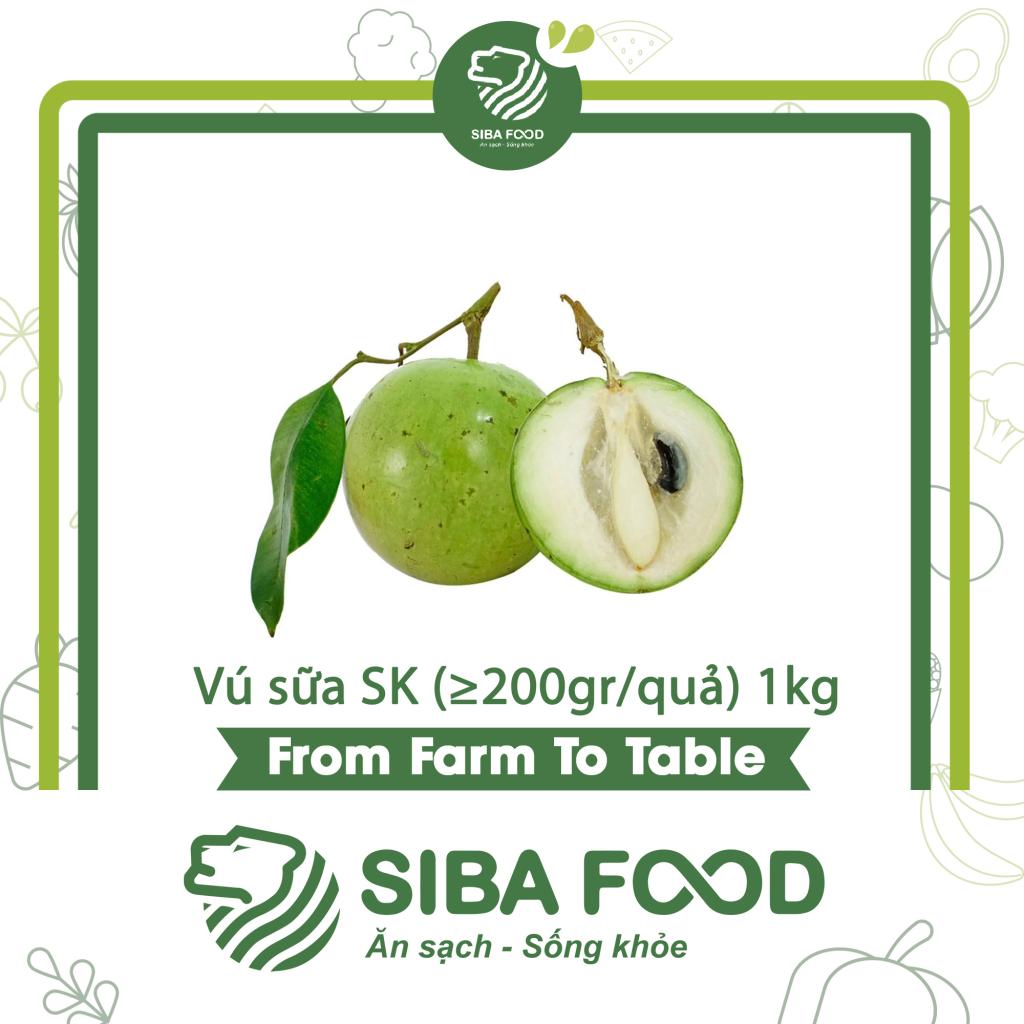 SIBA FOOD
Ăn sạch - Sống khỏe
Vú sữa SK (≥200gr/quả) 1kg
From Farm To Table
SIBA FOOD
Ăn sạch - Sống khỏe